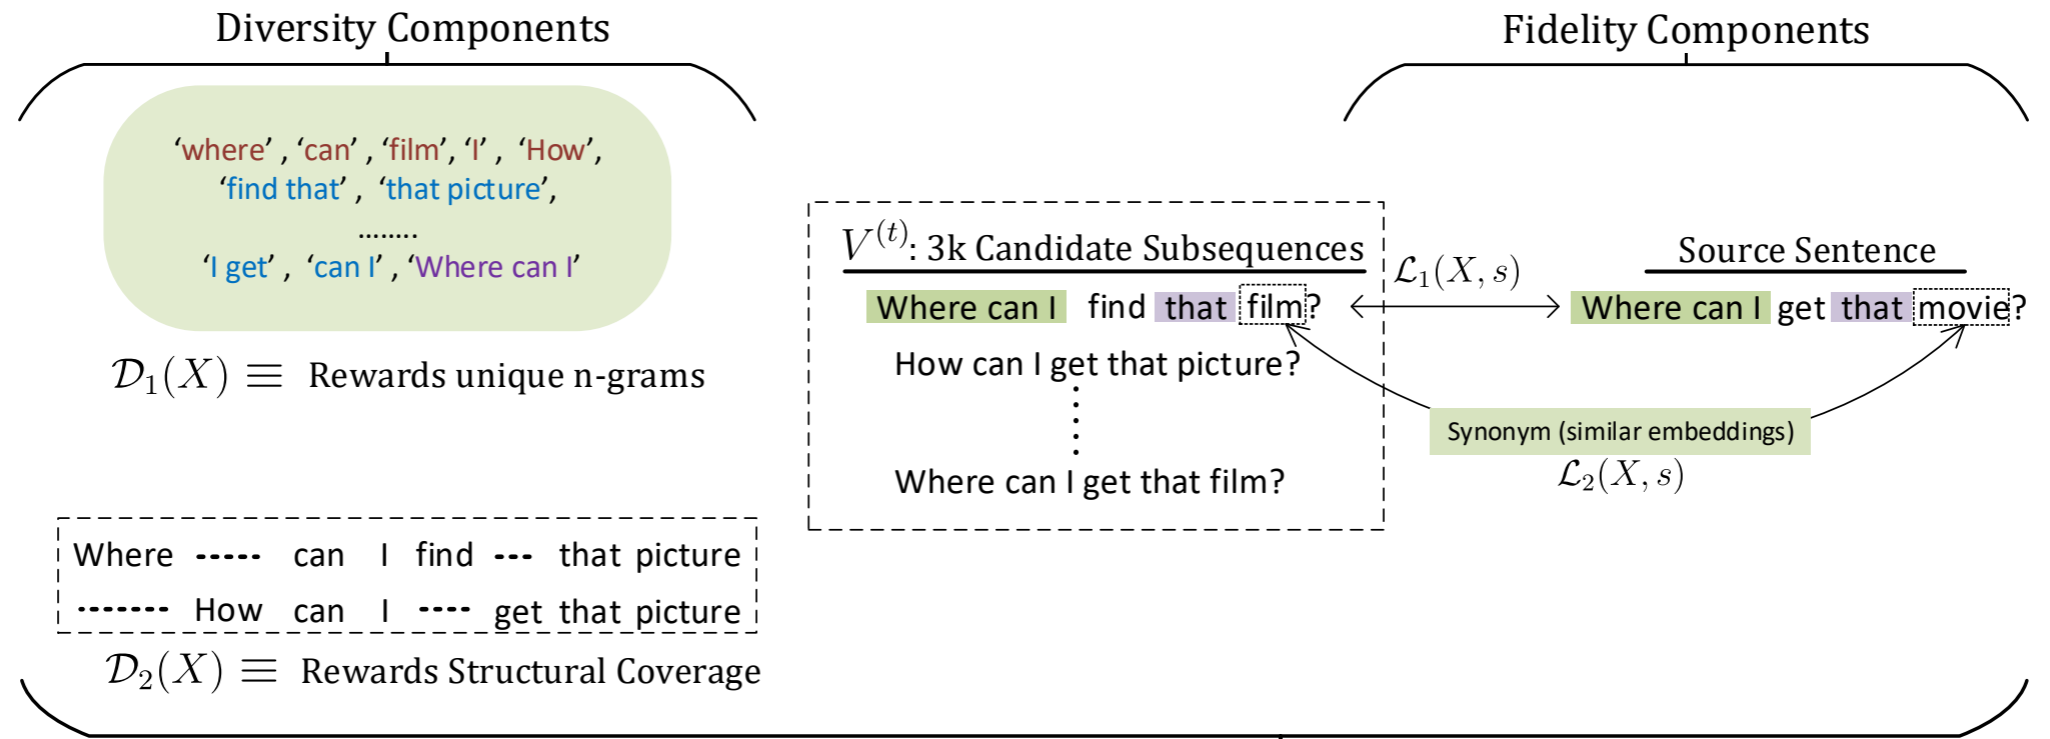 Diversity Components
‘where’ , ‘can’ , ‘film’, ‘I’ , ‘How’,
‘find that’ , ‘that picture’,
........
‘I get’ , ‘can I’ , ‘Where can I’
𝒟₁(X) ≡ Rewards unique n-grams
Where ----- can I find --- that picture
------- How can I ---- get that picture
𝒟₂(X) ≡ Rewards Structural Coverage
V⁽ᵗ⁾: 3k Candidate Subsequences
Where can I find that film?
How can I get that picture?
Where can I get that film?
Fidelity Components
ℒ₁(X, s)
Source Sentence
Where can I get that movie?
Synonym (similar embeddings)
ℒ₂(X, s)